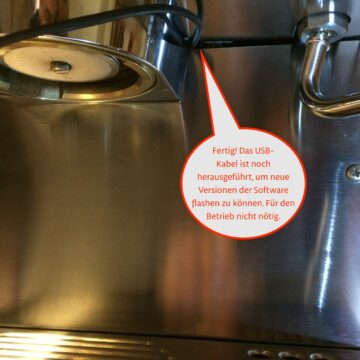 Fertig! Das USB-
Kabel ist noch
herausgeführt, um neue
Versionen der Software
flashen zu können. Für den
Betrieb nicht nötig.